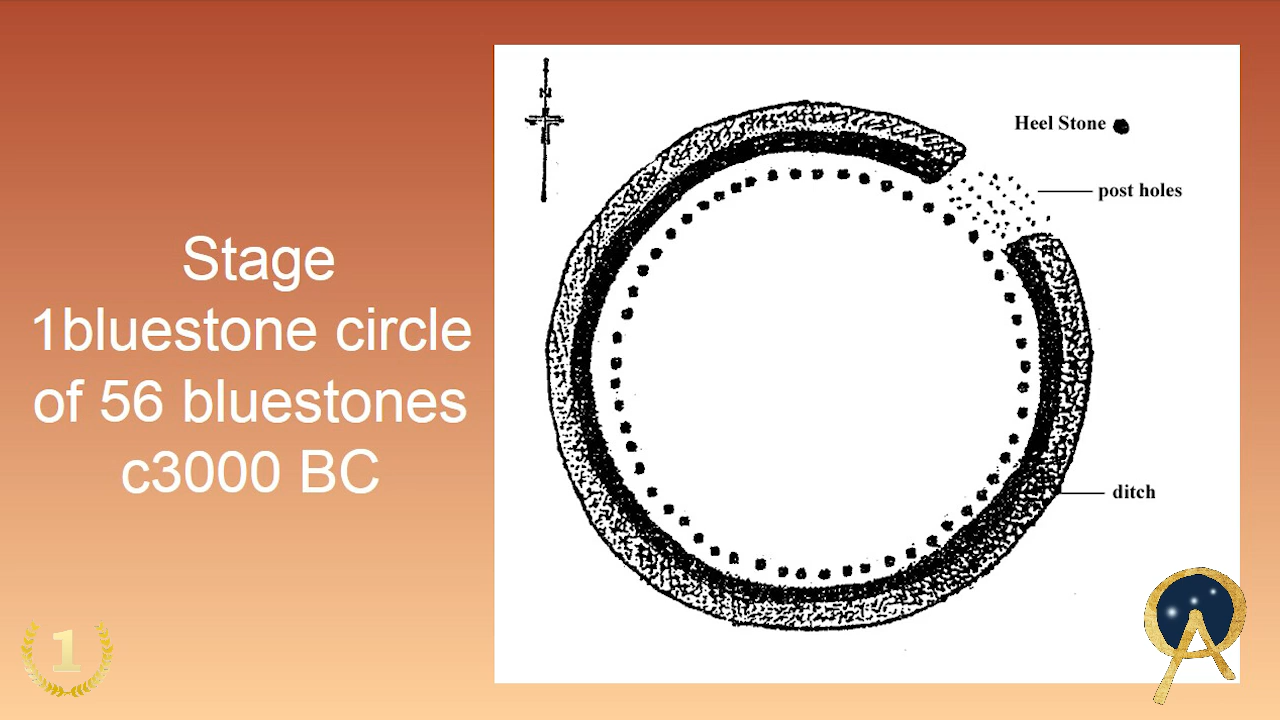 Stage
1bluestone circle
of 56 bluestones
c3000 BC
N
Heel Stone
post holes
ditch
1